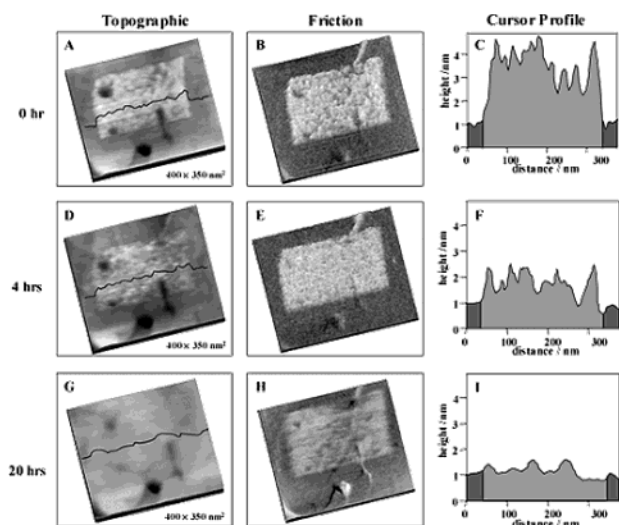 Topographic Friction Cursor Profile
0 hr
A
400 × 350 nm²
B
C
height /nm
4
3
2
1
0
0 100 200 300
distance / nm
4 hrs
D
400 × 350 nm²
E
F
height /nm
4
3
2
1
0
0 100 200 300
distance / nm
20 hrs
G
400 × 350 nm²
H
I
height /nm
4
3
2
1
0
0 100 200 300
distance / nm